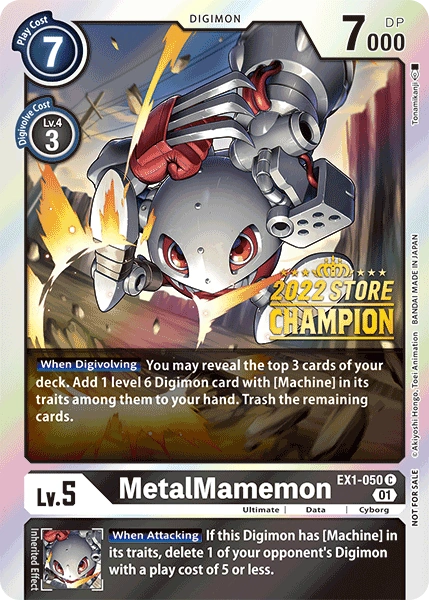 DIGIMON
Play Cost
7
7000
DP
Digivolve Cost
Lv.4
3
Tomamikanji
©Akiyoshi Hongo, Toei Animation BANDAI MADE IN JAPAN
2022 STORE
CHAMPION
When Digivolving You may reveal the top 3 cards of your
deck. Add 1 level 6 Digimon card with [Machine] in its
traits among them to your hand. Trash the remaining
cards.
Lv.5
MetalMamemon
EX1-050 C
01
Ultimate | Data | Cyborg
NOT FOR SALE
Inherited Effect
When Attacking If this Digimon has [Machine] in
its traits, delete 1 of your opponent's Digimon
with a play cost of 5 or less.